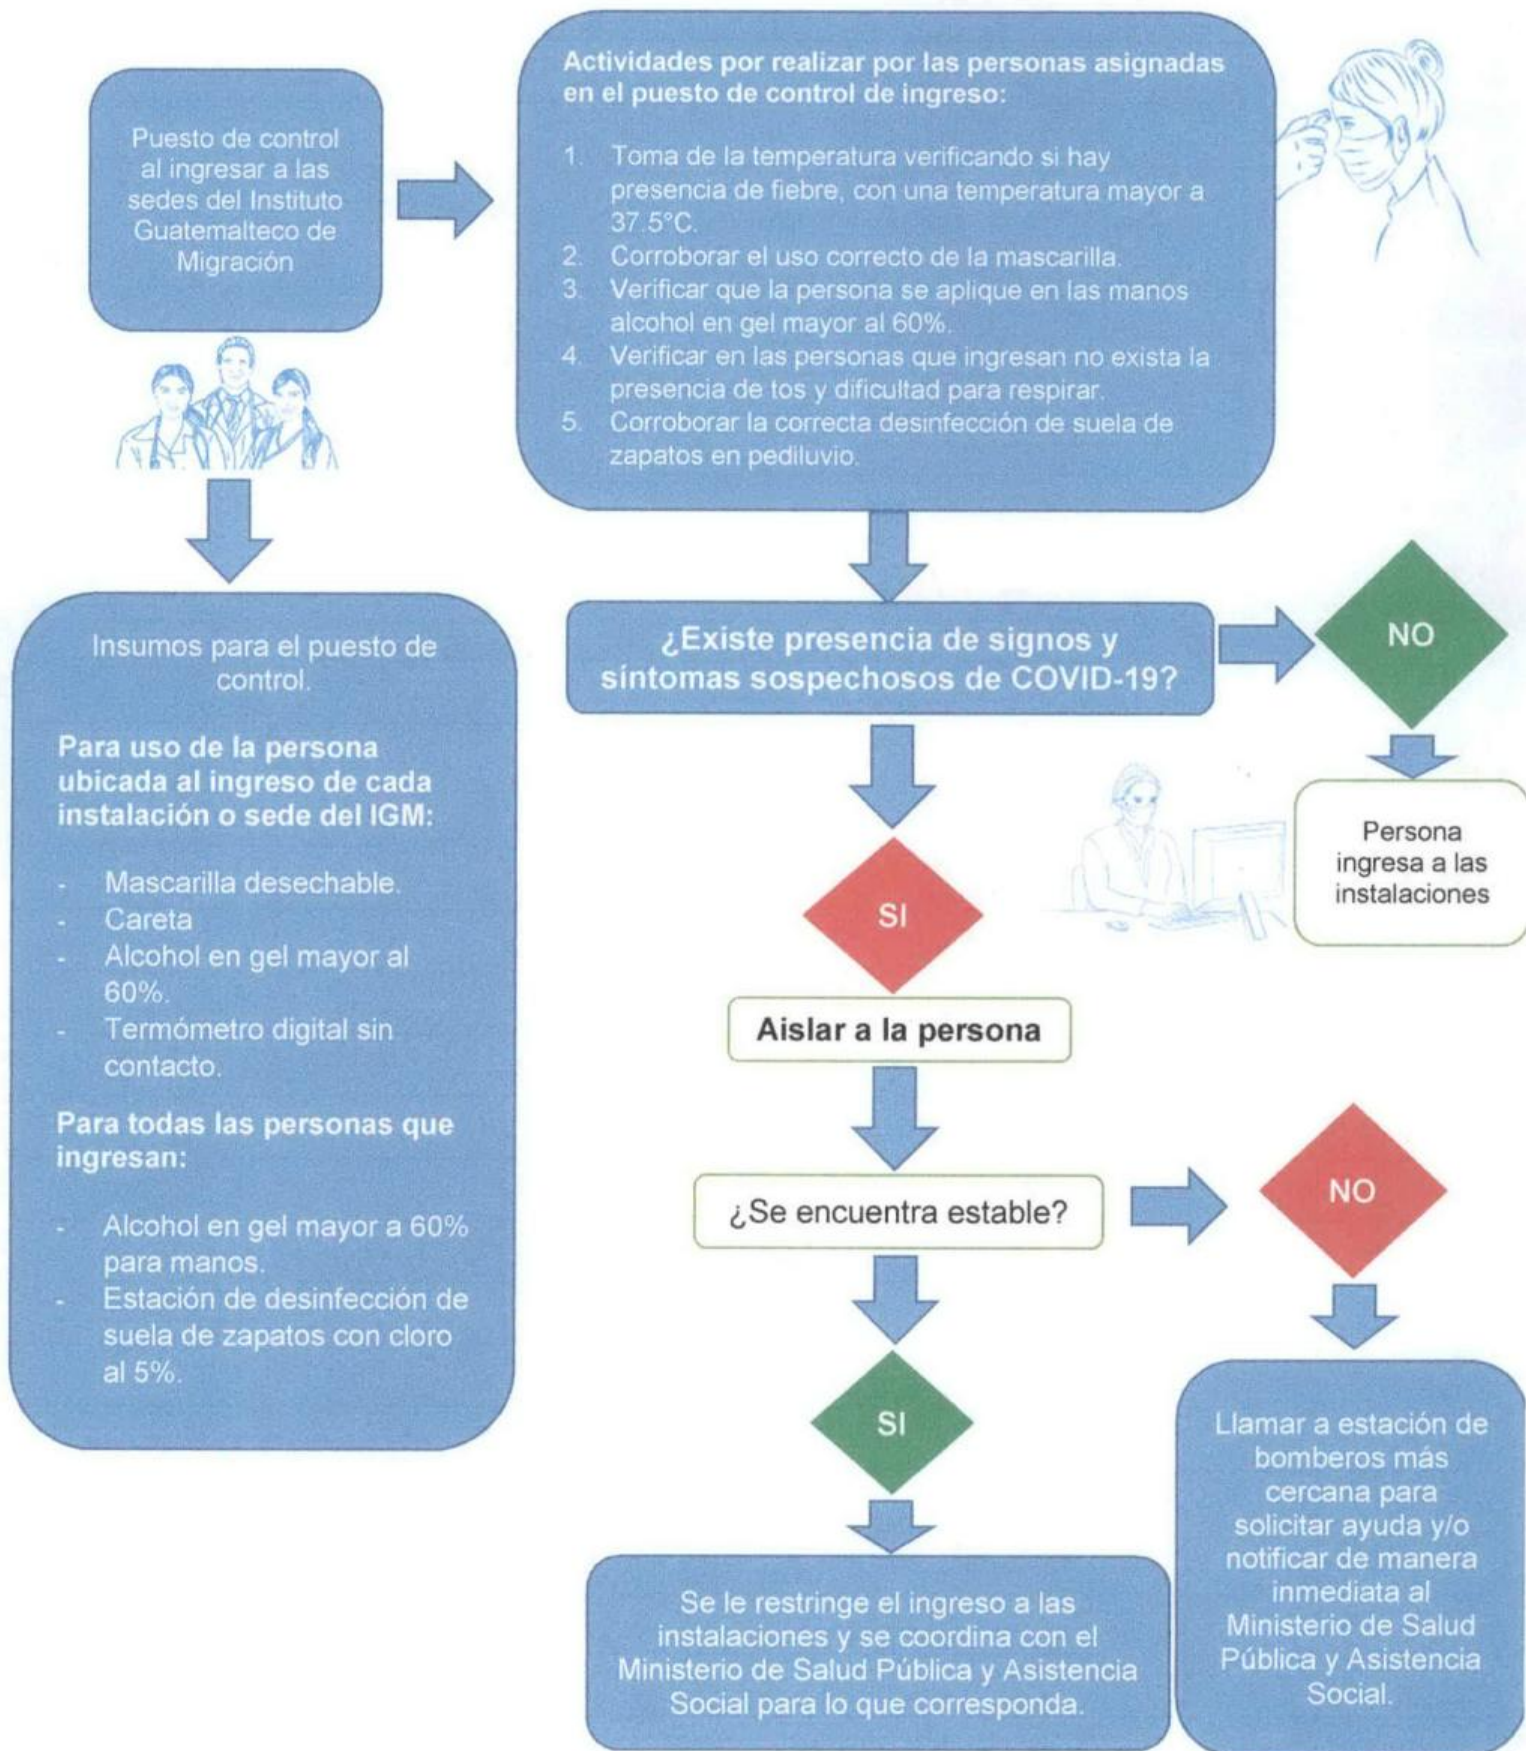 Puesto de control
al ingresar a las
sedes del Instituto
Guatemalteco de
Migración
Actividades por realizar por las personas asignadas
en el puesto de control de ingreso:
1. Toma de la temperatura verificando si hay
presencia de fiebre, con una temperatura mayor a
37.5°C.
2. Corroborar el uso correcto de la mascarilla.
3. Verificar que la persona se aplique en las manos
alcohol en gel mayor al 60%.
4. Verificar en las personas que ingresan no exista la
presencia de tos y dificultad para respirar.
5. Corroborar la correcta desinfección de suela de
zapatos en pediluvio.
Insumos para el puesto de
control.
Para uso de la persona
ubicada al ingreso de cada
instalación o sede del IGM:
- Mascarilla desechable.
- Careta
- Alcohol en gel mayor al
60%.
- Termómetro digital sin
contacto.
Para todas las personas que
ingresan:
- Alcohol en gel mayor a 60%
para manos.
- Estación de desinfección de
suela de zapatos con cloro
al 5%.
¿Existe presencia de signos y
síntomas sospechosos de COVID-19?
NO
Persona
ingresa a las
instalaciones
SI
Aislar a la persona
¿Se encuentra estable?
NO
Llamar a estación de
bomberos más
cercana para
solicitar ayuda y/o
notificar de manera
inmediata al
Ministerio de Salud
Pública y Asistencia
Social.
SI
Se le restringe el ingreso a las
instalaciones y se coordina con el
Ministerio de Salud Pública y Asistencia
Social para lo que corresponda.